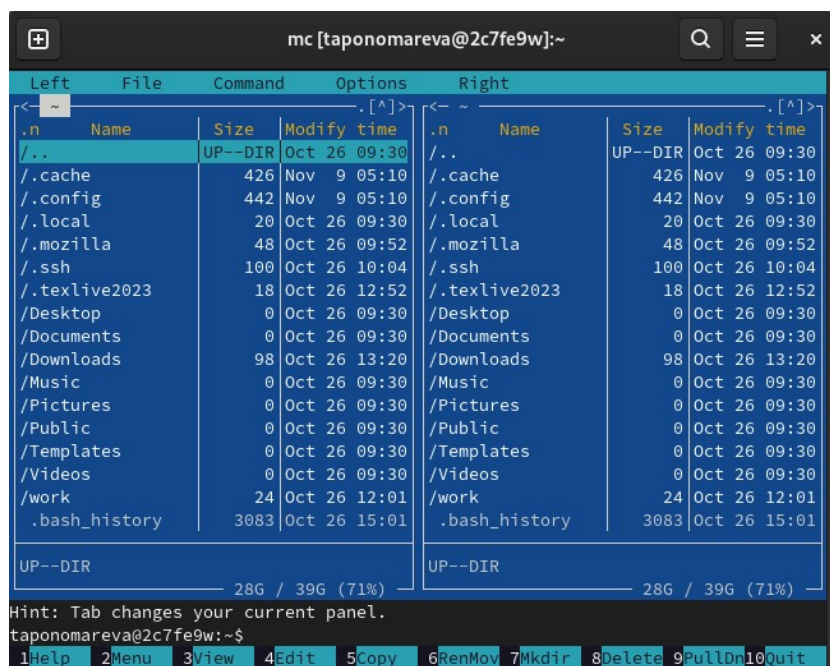 mc [taponomareva@2c7fe9w]:~
Left File Command Options Right
<- ~ .[^]> <- ~ .[^]>
.n Name Size Modify time .n Name Size Modify time
/.. UP--DIR Oct 26 09:30 /.. UP--DIR Oct 26 09:30
/.cache 426 Nov 9 05:10 /.cache 426 Nov 9 05:10
/.config 442 Nov 9 05:10 /.config 442 Nov 9 05:10
/.local 20 Oct 26 09:30 /.local 20 Oct 26 09:30
/.mozilla 48 Oct 26 09:52 /.mozilla 48 Oct 26 09:52
/.ssh 100 Oct 26 10:04 /.ssh 100 Oct 26 10:04
/.texlive2023 18 Oct 26 12:52 /.texlive2023 18 Oct 26 12:52
/Desktop 0 Oct 26 09:30 /Desktop 0 Oct 26 09:30
/Documents 0 Oct 26 09:30 /Documents 0 Oct 26 09:30
/Downloads 98 Oct 26 13:20 /Downloads 98 Oct 26 13:20
/Music 0 Oct 26 09:30 /Music 0 Oct 26 09:30
/Pictures 0 Oct 26 09:30 /Pictures 0 Oct 26 09:30
/Public 0 Oct 26 09:30 /Public 0 Oct 26 09:30
/Templates 0 Oct 26 09:30 /Templates 0 Oct 26 09:30
/Videos 0 Oct 26 09:30 /Videos 0 Oct 26 09:30
/work 24 Oct 26 12:01 /work 24 Oct 26 12:01
.bash_history 3083 Oct 26 15:01 .bash_history 3083 Oct 26 15:01
UP--DIR UP--DIR
28G / 39G (71%) 28G / 39G (71%)
Hint: Tab changes your current panel.
taponomareva@2c7fe9w:~$
1Help 2Menu 3View 4Edit 5Copy 6RenMov 7Mkdir 8Delete 9PullDn 10Quit